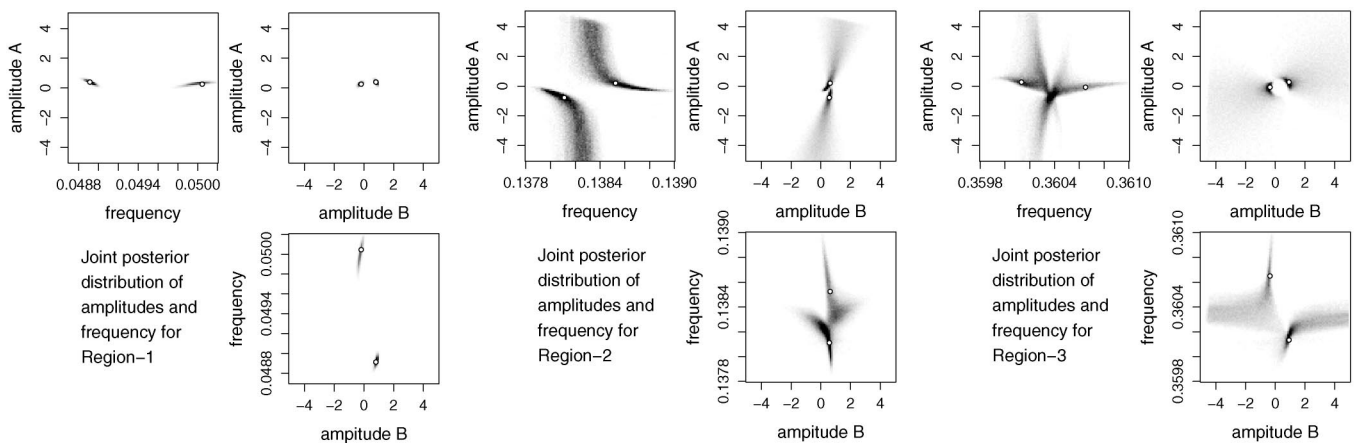 amplitude A
4
2
0
−2
−4
0.0488
0.0494
0.0500
frequency
amplitude A
4
2
0
−2
−4
−4 −2 0 2 4
amplitude B
Joint posterior
distribution of
amplitudes and
frequency for
Region−1
frequency
0.0500
0.0494
0.0488
−4 −2 0 2 4
ampitude B
amplitude A
4
2
0
−2
−4
0.1378
0.1384
0.1390
frequency
amplitude A
4
2
0
−2
−4
−4 −2 0 2 4
amplitude B
Joint posterior
distribution of
amplitudes and
frequency for
Region−2
frequency
0.1390
0.1384
0.1378
−4 −2 0 2 4
ampitude B
amplitude A
4
2
0
−2
−4
0.3598
0.3604
0.3610
frequency
amplitude A
4
2
0
−2
−4
−4 −2 0 2 4
amplitude B
Joint posterior
distribution of
amplitudes and
frequency for
Region−3
frequency
0.3610
0.3604
0.3598
−4 −2 0 2 4
ampitude B